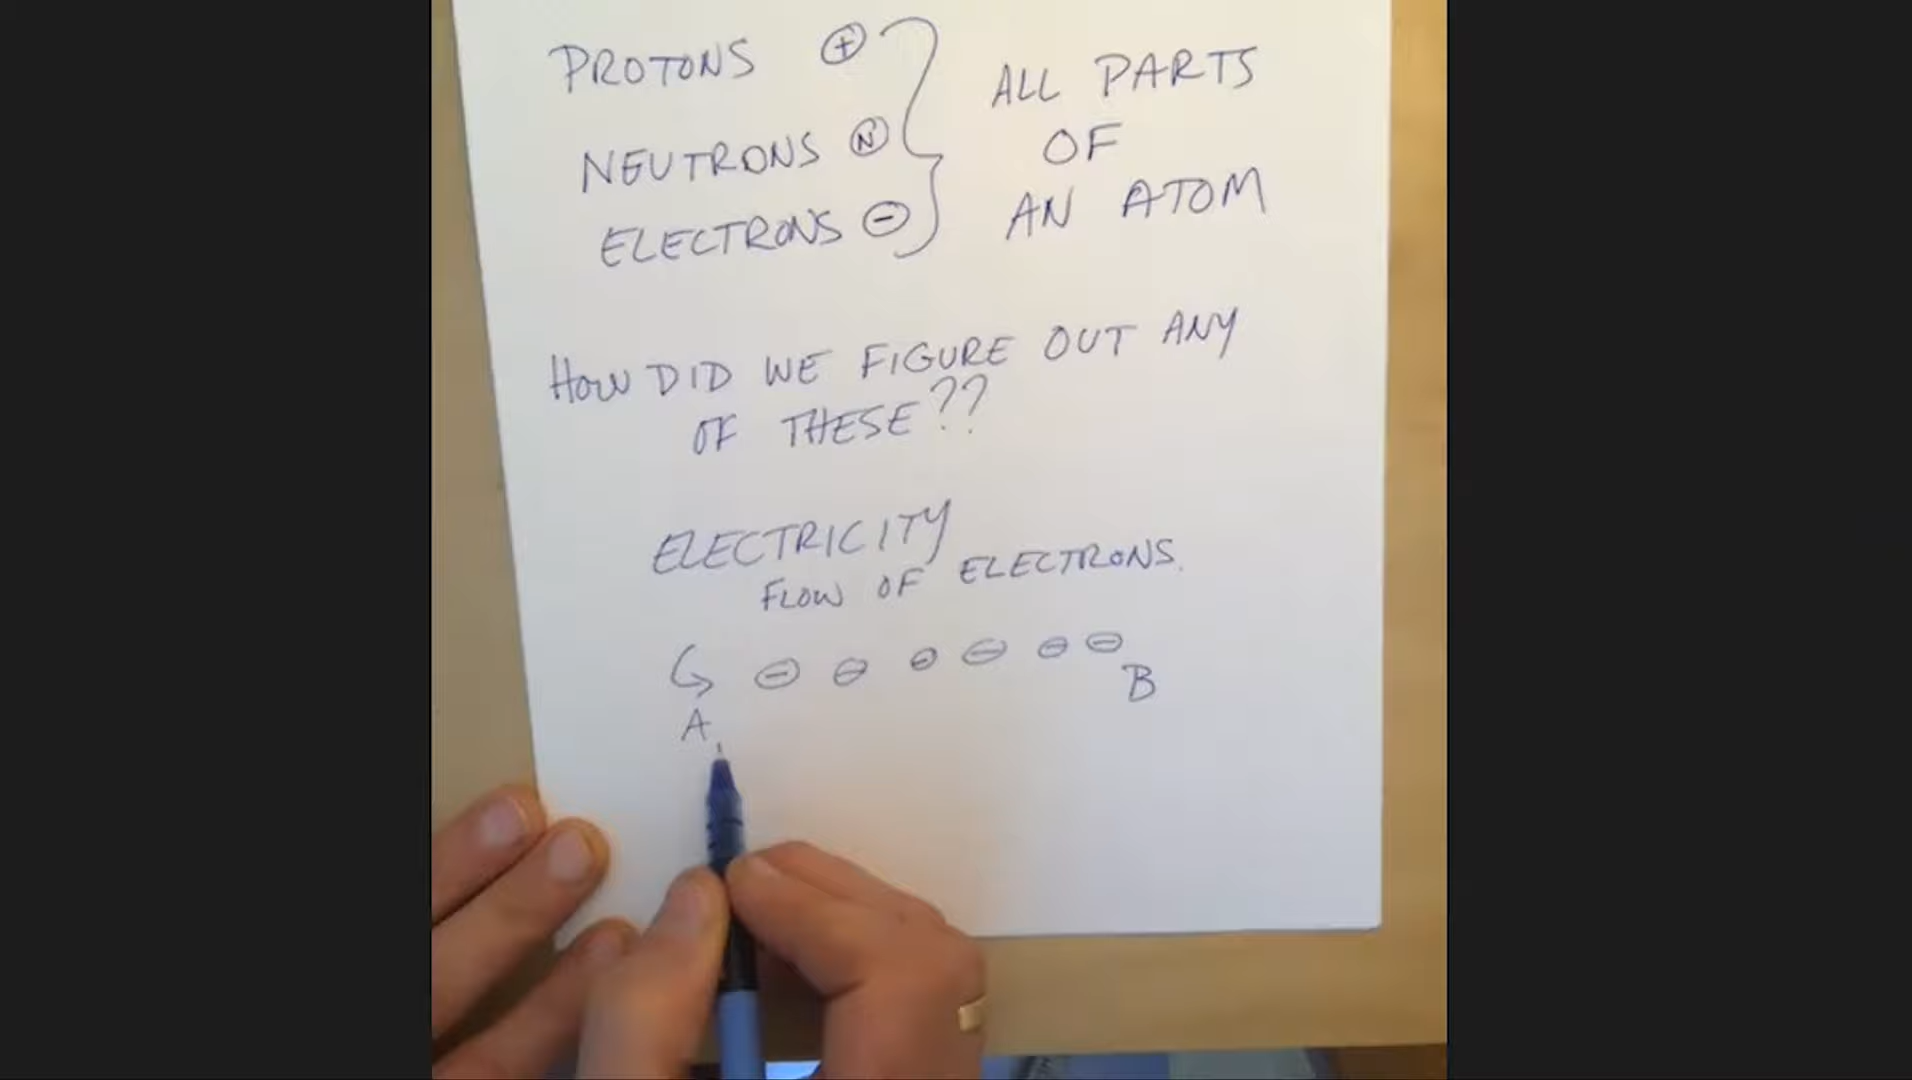 PROTONS +
NEUTRONS N
ELECTRONS -
ALL PARTS
OF
AN ATOM
HOW DID WE FIGURE OUT ANY
OF THESE??
ELECTRICITY
FLOW OF ELECTRONS.
- - - - - -
A
B